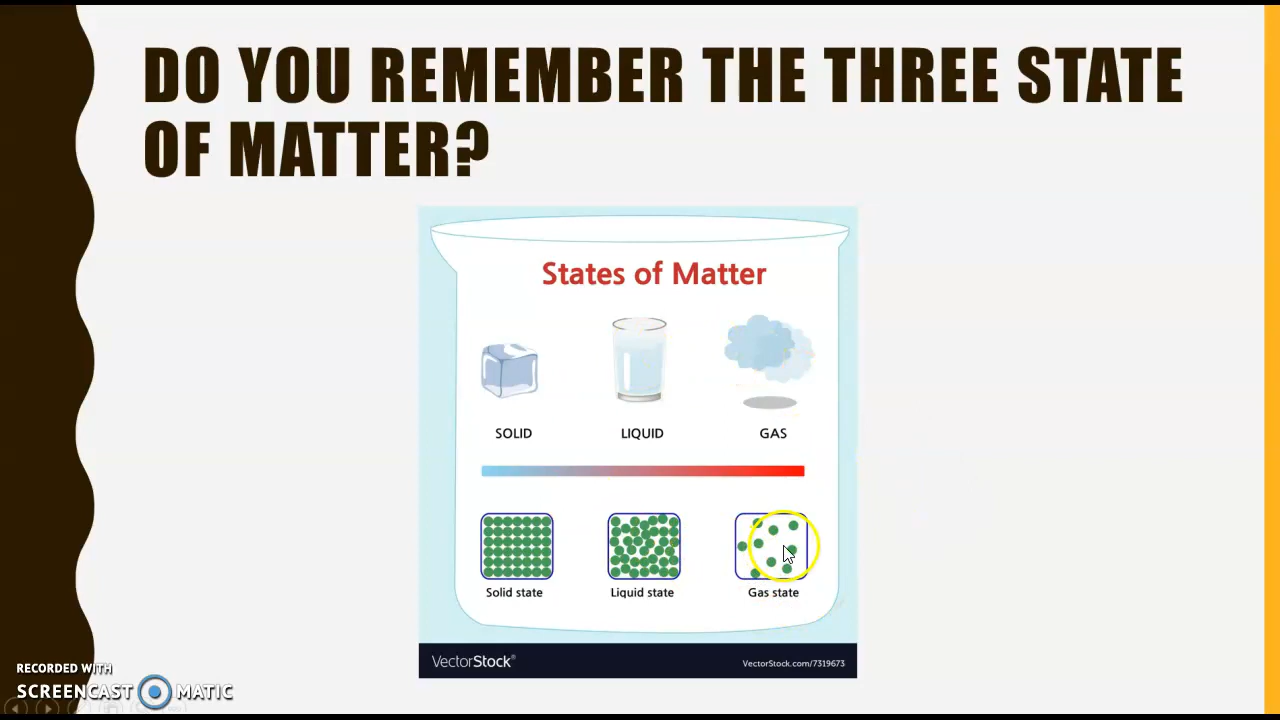 DO YOU REMEMBER THE THREE STATE
OF MATTER?
States of Matter
SOLID LIQUID GAS
Solid state Liquid state Gas state
VectorStock® VectorStock.com/7319673
RECORDED WITH
SCREENCAST MATIC